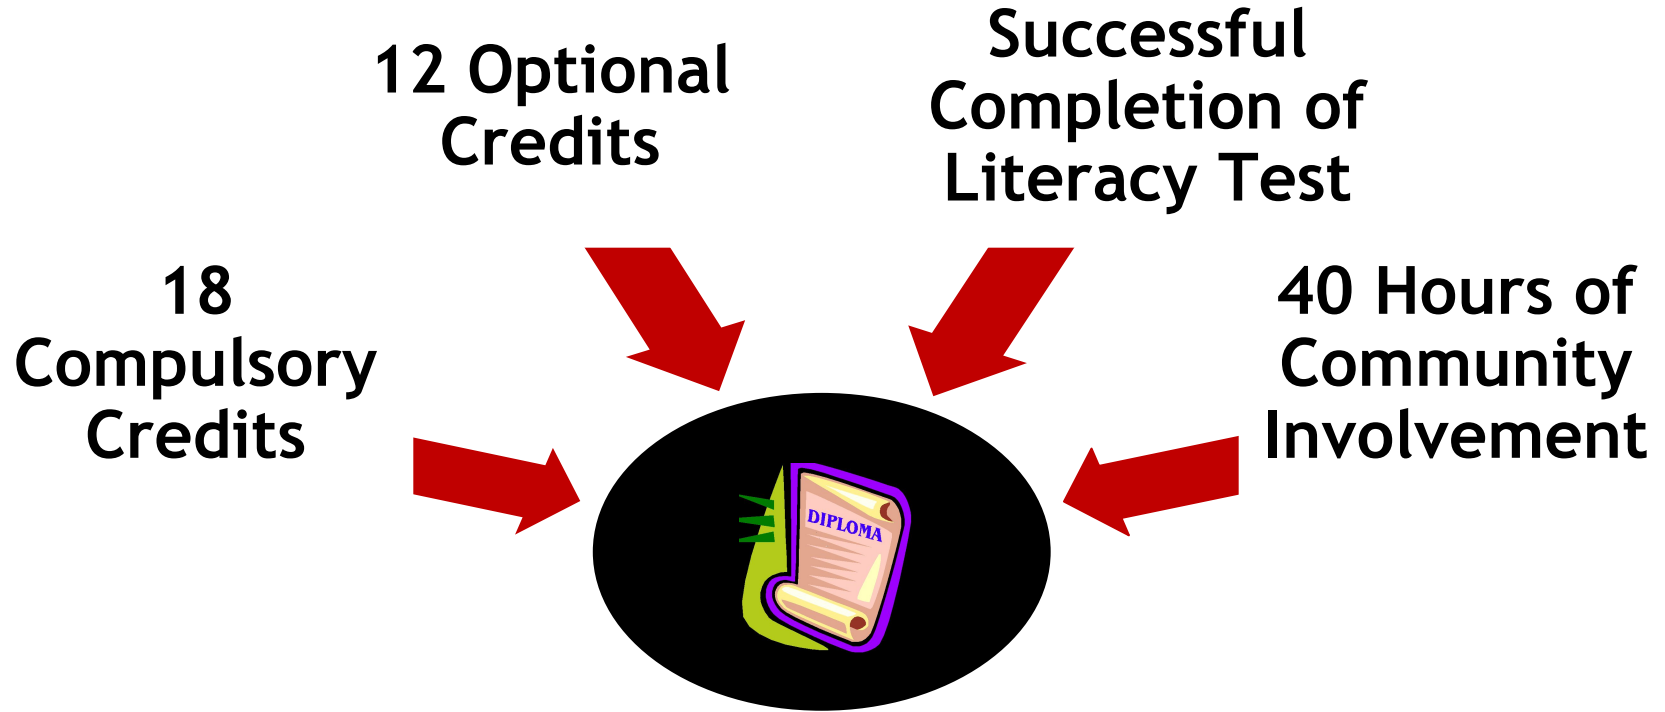 18
Compulsory
Credits
12 Optional
Credits
Successful
Completion of
Literacy Test
40 Hours of
Community
Involvement
DIPLOMA